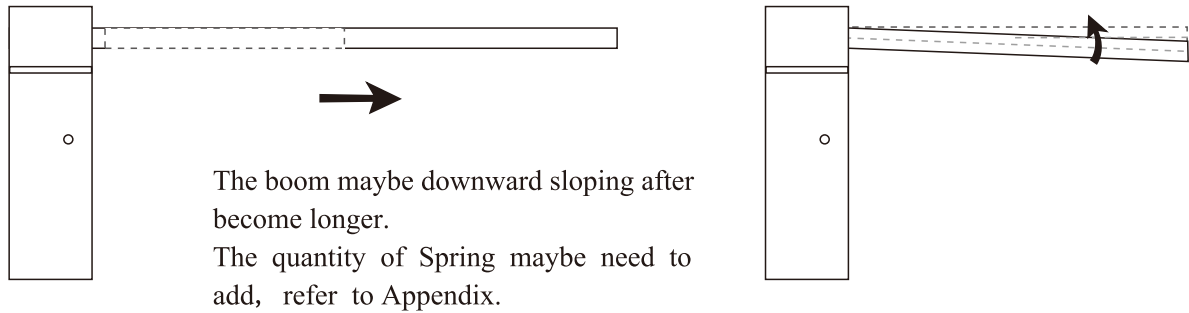 The boom maybe downward sloping after
become longer.
The quantity of Spring maybe need to
add, refer to Appendix.